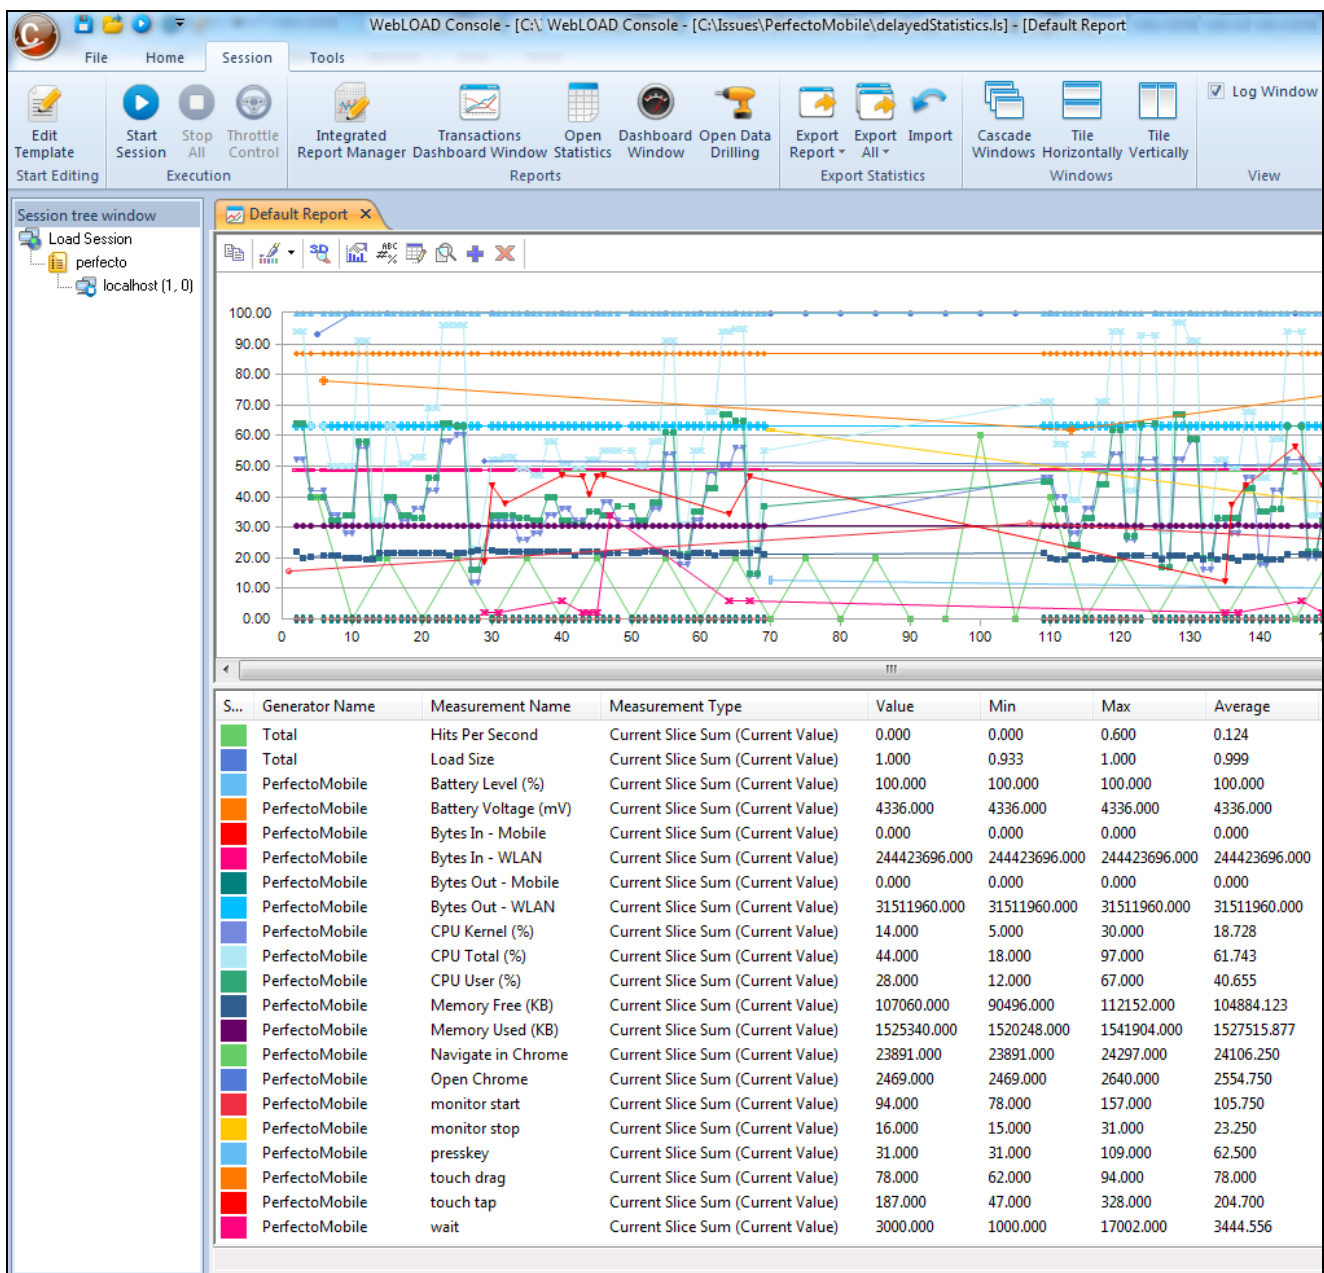 WebLOAD Console - [C:\ WebLOAD Console - [C:\Issues\PerfectoMobile\delayedStatistics.ls] - [Default Report
File Home Session Tools
Edit Template
Start Session
Stop All
Throttle Control
Integrated Report Manager
Transactions Dashboard Window
Open Statistics
Dashboard Window
Open Data Drilling
Export Report
Export All
Import
Cascade Windows
Tile Horizontally
Tile Vertically
Log Window
Start Editing Execution Reports Export Statistics Windows View
Session tree window
Load Session
perfecto
localhost (1, 0)
Default Report
3D
ABC
#%
100.00
90.00
80.00
70.00
60.00
50.00
40.00
30.00
20.00
10.00
0.00
0 10 20 30 40 50 60 70 80 90 100 110 120 130 140
S... Generator Name Measurement Name Measurement Type Value Min Max Average
Total Hits Per Second Current Slice Sum (Current Value) 0.000 0.000 0.600 0.124
Total Load Size Current Slice Sum (Current Value) 1.000 0.933 1.000 0.999
PerfectoMobile Battery Level (%) Current Slice Sum (Current Value) 100.000 100.000 100.000 100.000
PerfectoMobile Battery Voltage (mV) Current Slice Sum (Current Value) 4336.000 4336.000 4336.000 4336.000
PerfectoMobile Bytes In - Mobile Current Slice Sum (Current Value) 0.000 0.000 0.000 0.000
PerfectoMobile Bytes In - WLAN Current Slice Sum (Current Value) 244423696.000 244423696.000 244423696.000 244423696.000
PerfectoMobile Bytes Out - Mobile Current Slice Sum (Current Value) 0.000 0.000 0.000 0.000
PerfectoMobile Bytes Out - WLAN Current Slice Sum (Current Value) 31511960.000 31511960.000 31511960.000 31511960.000
PerfectoMobile CPU Kernel (%) Current Slice Sum (Current Value) 14.000 5.000 30.000 18.728
PerfectoMobile CPU Total (%) Current Slice Sum (Current Value) 44.000 18.000 97.000 61.743
PerfectoMobile CPU User (%) Current Slice Sum (Current Value) 28.000 12.000 67.000 40.655
PerfectoMobile Memory Free (KB) Current Slice Sum (Current Value) 107060.000 90496.000 112152.000 104884.123
PerfectoMobile Memory Used (KB) Current Slice Sum (Current Value) 1525340.000 1520248.000 1541904.000 1527515.877
PerfectoMobile Navigate in Chrome Current Slice Sum (Current Value) 23891.000 23891.000 24297.000 24106.250
PerfectoMobile Open Chrome Current Slice Sum (Current Value) 2469.000 2469.000 2640.000 2554.750
PerfectoMobile monitor start Current Slice Sum (Current Value) 94.000 78.000 157.000 105.750
PerfectoMobile monitor stop Current Slice Sum (Current Value) 16.000 15.000 31.000 23.250
PerfectoMobile presskey Current Slice Sum (Current Value) 31.000 31.000 109.000 62.500
PerfectoMobile touch drag Current Slice Sum (Current Value) 78.000 62.000 94.000 78.000
PerfectoMobile touch tap Current Slice Sum (Current Value) 187.000 47.000 328.000 204.700
PerfectoMobile wait Current Slice Sum (Current Value) 3000.000 1000.000 17002.000 3444.556